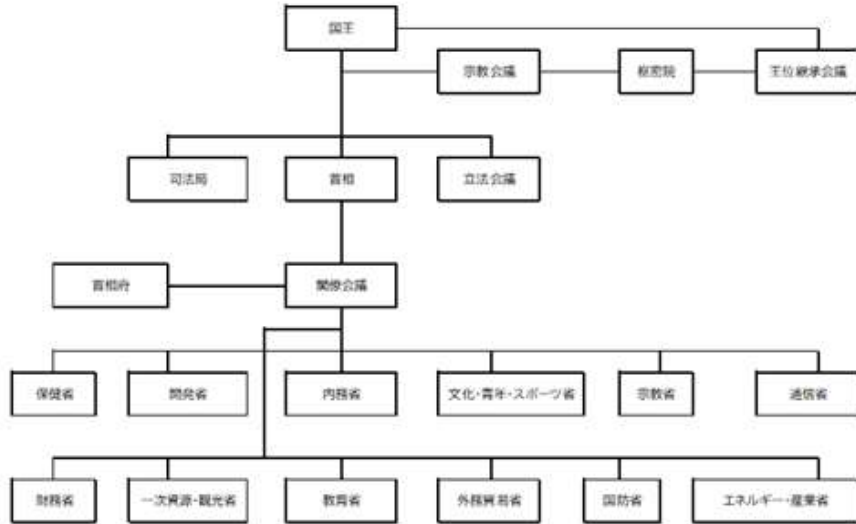 国王
宗教会議
枢密院
王位継承会議
司法局
首相
立法会議
首相府
閣僚会議
保健省
開発省
内務省
文化・青年・スポーツ省
宗教省
通信省
財務省
一次資源・観光省
教育省
外務貿易省
国防省
エネルギー・産業省